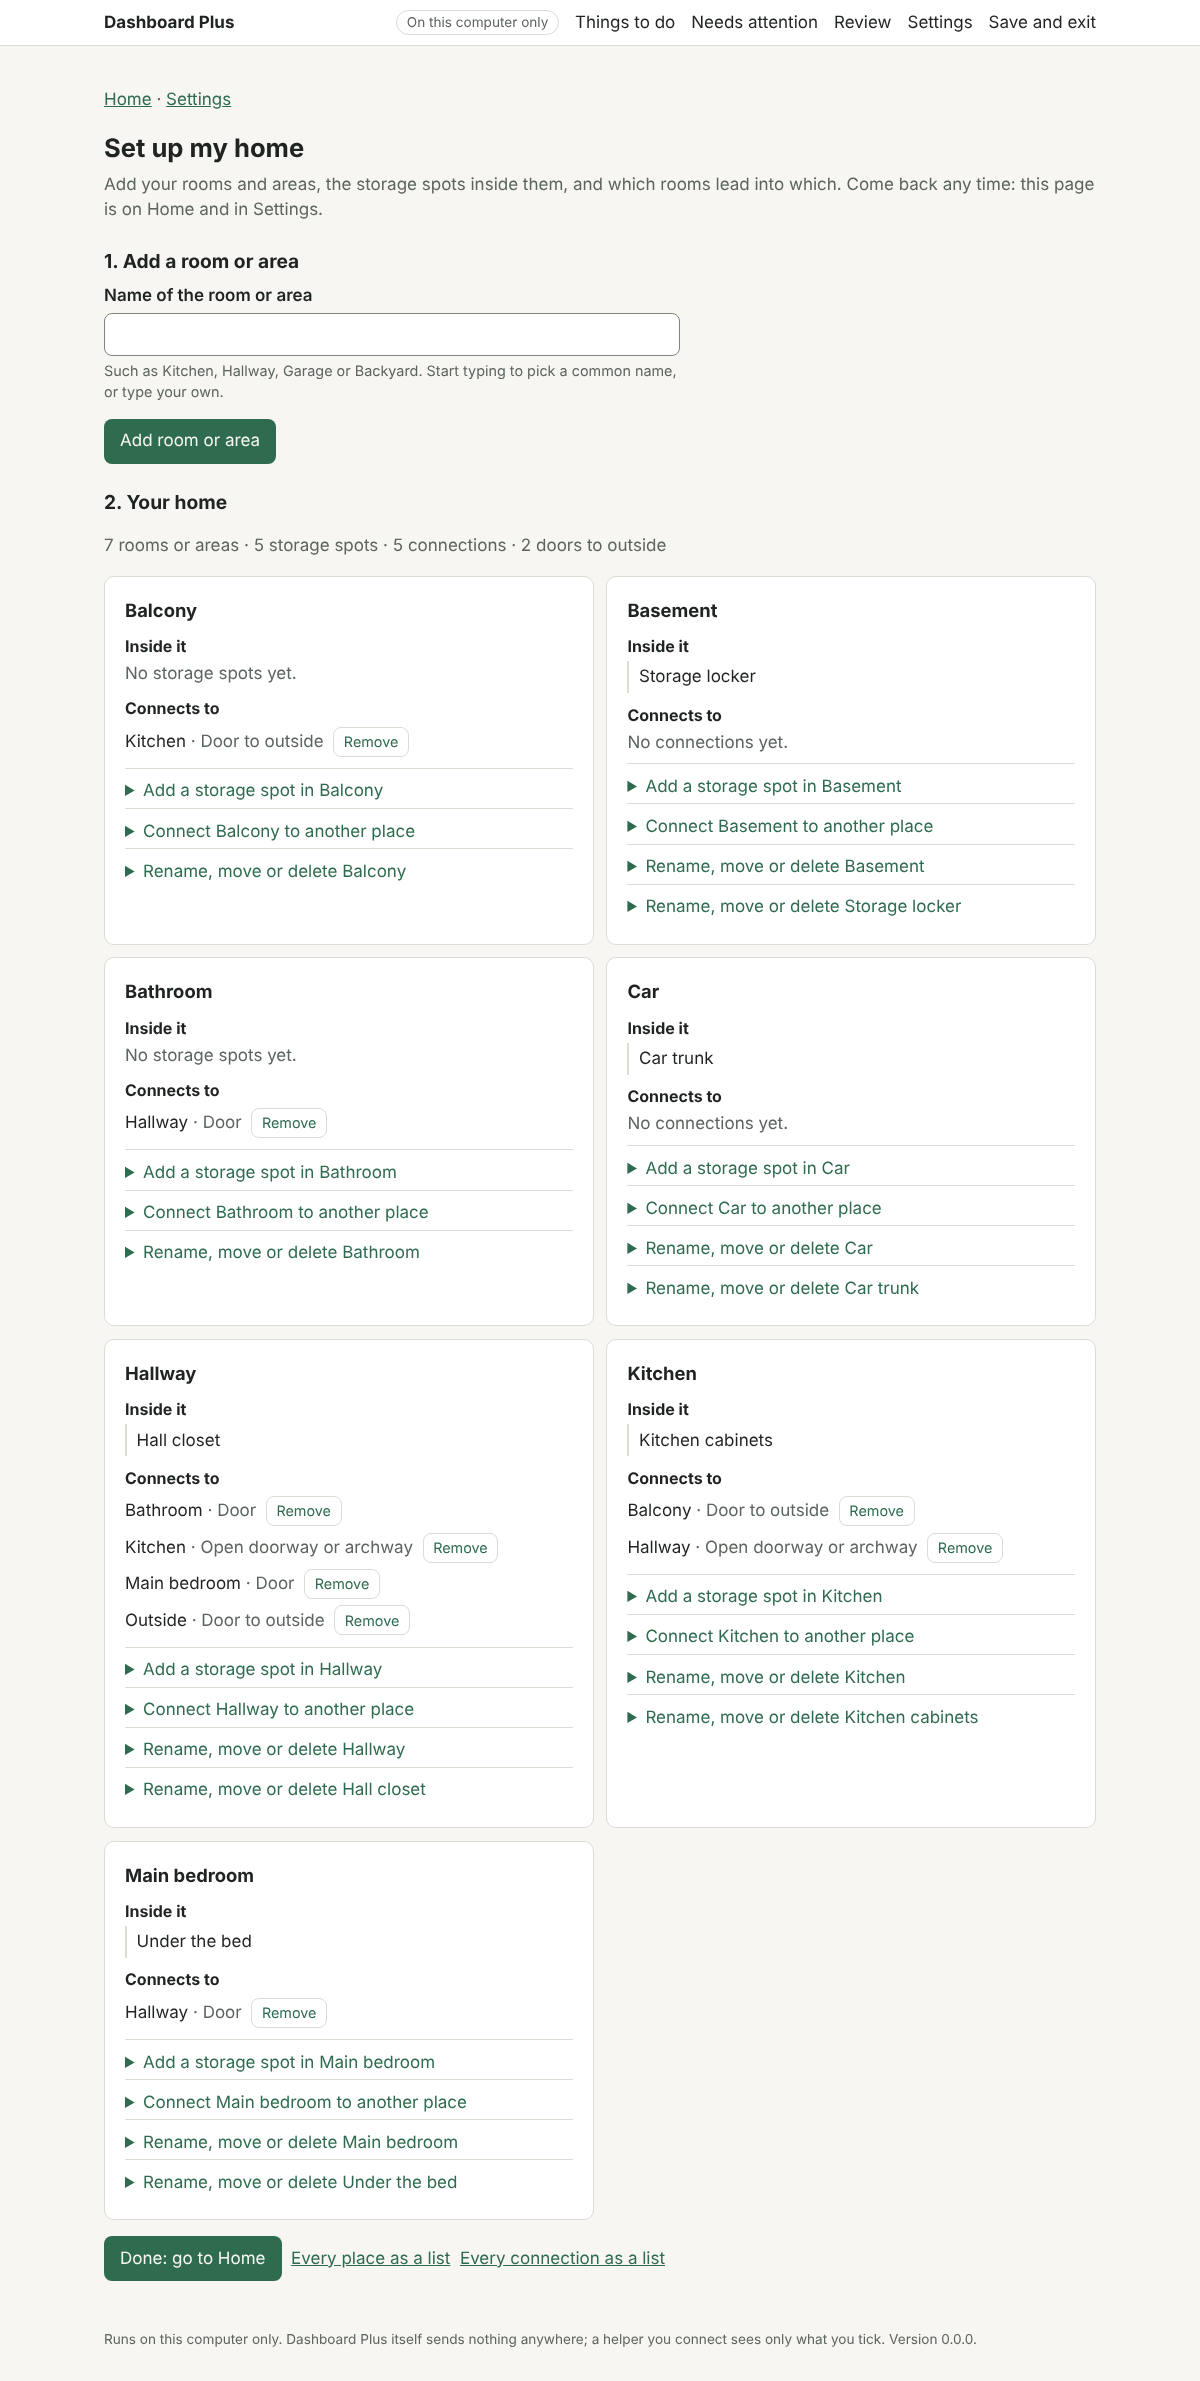 Dashboard Plus
On this computer only
Things to do
Needs attention
Review
Settings
Save and exit
Home · Settings
Set up my home
Add your rooms and areas, the storage spots inside them, and which rooms lead into which. Come back any time: this page
is on Home and in Settings.
1. Add a room or area
Name of the room or area
Such as Kitchen, Hallway, Garage or Backyard. Start typing to pick a common name,
or type your own.
Add room or area
2. Your home
7 rooms or areas · 5 storage spots · 5 connections · 2 doors to outside
Balcony
Inside it
No storage spots yet.
Connects to
Kitchen · Door to outside Remove
Add a storage spot in Balcony
Connect Balcony to another place
Rename, move or delete Balcony
Basement
Inside it
Storage locker
Connects to
No connections yet.
Add a storage spot in Basement
Connect Basement to another place
Rename, move or delete Basement
Rename, move or delete Storage locker
Bathroom
Inside it
No storage spots yet.
Connects to
Hallway · Door Remove
Add a storage spot in Bathroom
Connect Bathroom to another place
Rename, move or delete Bathroom
Car
Inside it
Car trunk
Connects to
No connections yet.
Add a storage spot in Car
Connect Car to another place
Rename, move or delete Car
Rename, move or delete Car trunk
Hallway
Inside it
Hall closet
Connects to
Bathroom · Door Remove
Kitchen · Open doorway or archway Remove
Main bedroom · Door Remove
Outside · Door to outside Remove
Add a storage spot in Hallway
Connect Hallway to another place
Rename, move or delete Hallway
Rename, move or delete Hall closet
Kitchen
Inside it
Kitchen cabinets
Connects to
Balcony · Door to outside Remove
Hallway · Open doorway or archway Remove
Add a storage spot in Kitchen
Connect Kitchen to another place
Rename, move or delete Kitchen
Rename, move or delete Kitchen cabinets
Main bedroom
Inside it
Under the bed
Connects to
Hallway · Door Remove
Add a storage spot in Main bedroom
Connect Main bedroom to another place
Rename, move or delete Main bedroom
Rename, move or delete Under the bed
Done: go to Home
Every place as a list
Every connection as a list
Runs on this computer only. Dashboard Plus itself sends nothing anywhere; a helper you connect sees only what you tick. Version 0.0.0.